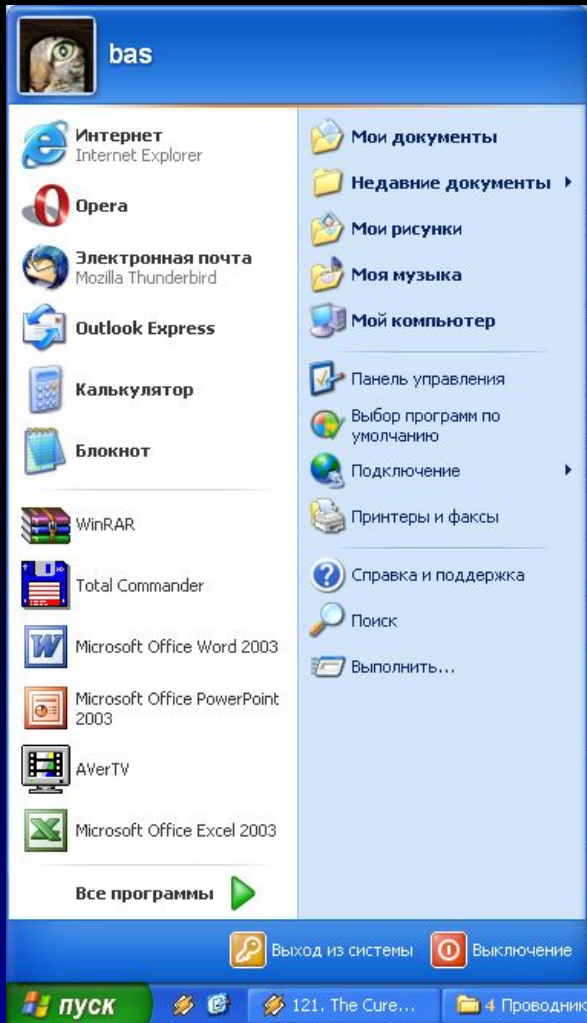 bas
Интернет
Internet Explorer
Opera
Электронная почта
Mozilla Thunderbird
Outlook Express
Калькулятор
Блокнот
WinRAR
Total Commander
Microsoft Office Word 2003
Microsoft Office PowerPoint
2003
AVerTV
Microsoft Office Excel 2003
Все программы
Мои документы
Недавние документы
Мои рисунки
Моя музыка
Мой компьютер
Панель управления
Выбор программ по
умолчанию
Подключение
Принтеры и факсы
Справка и поддержка
Поиск
Выполнить...
Выход из системы
Выключение
пуск
121. The Cure...
4 Проводник